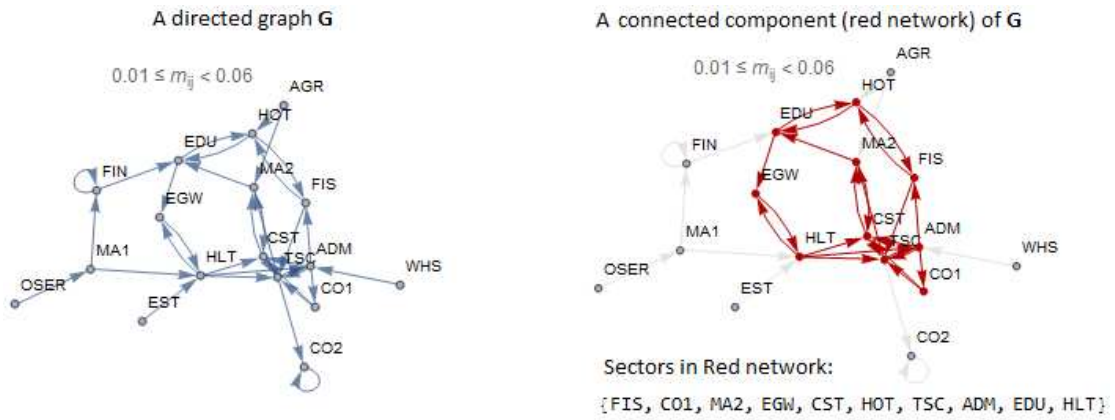 A directed graph G
A connected component (red network) of G
0.01 ≤ mij < 0.06
AGR
HOT
EDU
FIN
MA2
FIS
EGW
CST
MA1
HLT
TSC
ADM
WHS
OSER
EST
CO1
CO2
0.01 ≤ mij < 0.06
AGR
HOT
EDU
FIN
MA2
FIS
EGW
CST
MA1
HLT
TSC
ADM
WHS
OSER
EST
CO1
CO2
Sectors in Red network:
{FIS, CO1, MA2, EGW, CST, HOT, TSC, ADM, EDU, HLT}